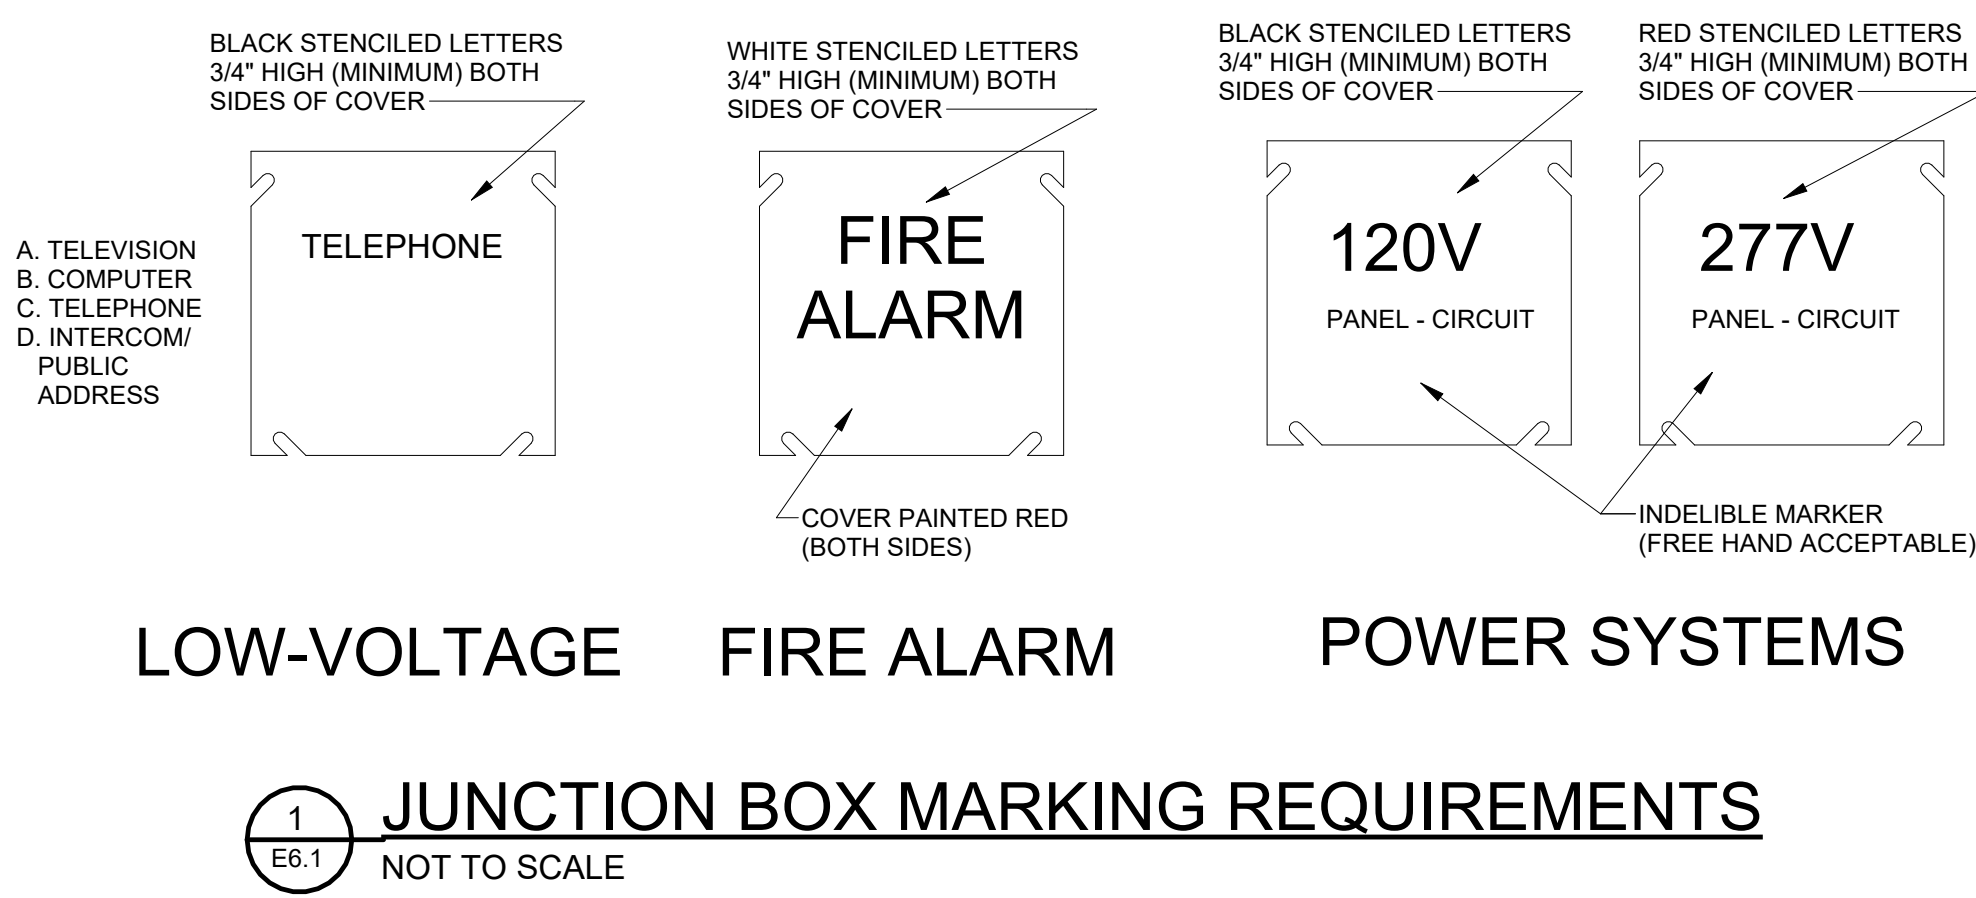 BLACK STENCILED LETTERS
3/4" HIGH (MINIMUM) BOTH
SIDES OF COVER
A. TELEVISION
B. COMPUTER
C. TELEPHONE
D. INTERCOM/
PUBLIC
ADDRESS
TELEPHONE
LOW-VOLTAGE
WHITE STENCILED LETTERS
3/4" HIGH (MINIMUM) BOTH
SIDES OF COVER
FIRE
ALARM
COVER PAINTED RED
(BOTH SIDES)
FIRE ALARM
BLACK STENCILED LETTERS
3/4" HIGH (MINIMUM) BOTH
SIDES OF COVER
120V
PANEL - CIRCUIT
RED STENCILED LETTERS
3/4" HIGH (MINIMUM) BOTH
SIDES OF COVER
277V
PANEL - CIRCUIT
INDELIBLE MARKER
(FREE HAND ACCEPTABLE)
POWER SYSTEMS
1
E6.1
JUNCTION BOX MARKING REQUIREMENTS
NOT TO SCALE